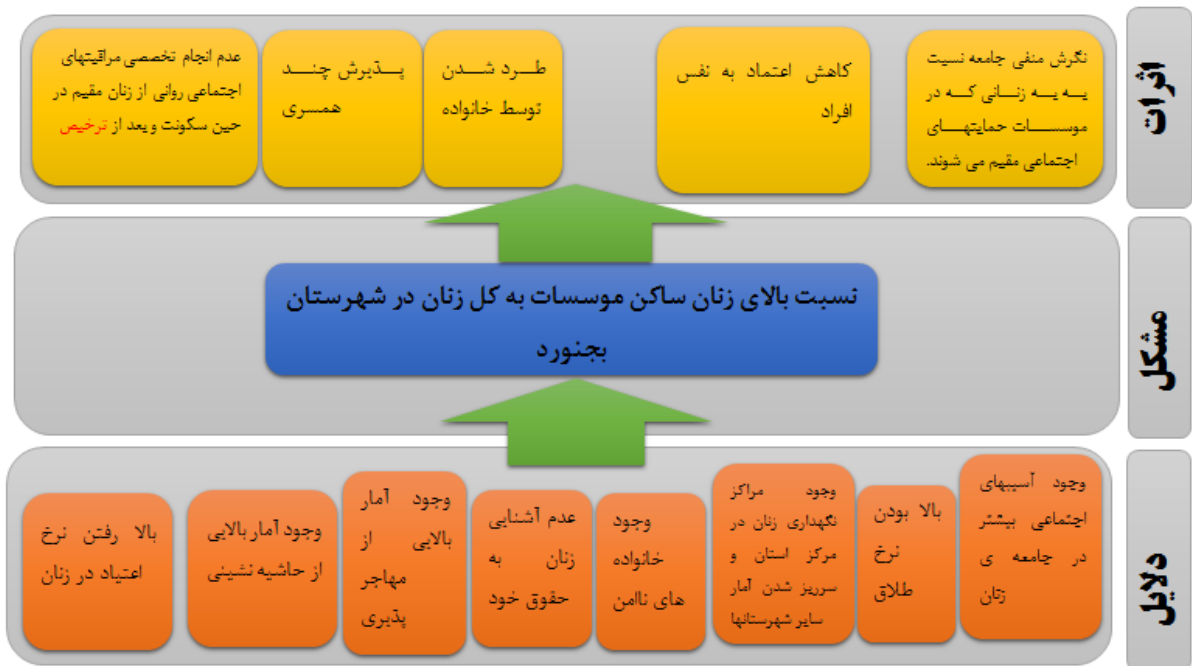 اثرات
نگرش منفی جامعه نسیت
یه یه زنانی که در
موسسات حمایتهای
اجتماعی مقیم می شوند.
کاهش اعتماد به نفس
افراد
طرد شدن
توسط خانواده
پذیرش چند
همسری
عدم انجام تخصصی مراقیتهای
اجتماعی روانی از زنان مقیم در
حین سکونت و یعد از ترخیص
مشکل
نسبت بالای زنان ساکن موسسات به کل زنان در شهرستان
بجنورد
دلایل
وجود آسیبهای
اجتماعی بیشتر
در جامعه ی
زنان
بالا بودن
نرخ
طلاق
وجود مراکز
نگهداری زنان در
مرکز استان و
سرریز شدن آمار
سایر شهرستانها
وجود
خانواده
های ناامن
عدم آشنایی
زنان به
حقوق خود
وجود آمار
بالایی از
مهاجر
پذیری
وجود آمار بالایی
از حاشیه نشینی
بالا رفتن نرخ
اعتیاد در زنان